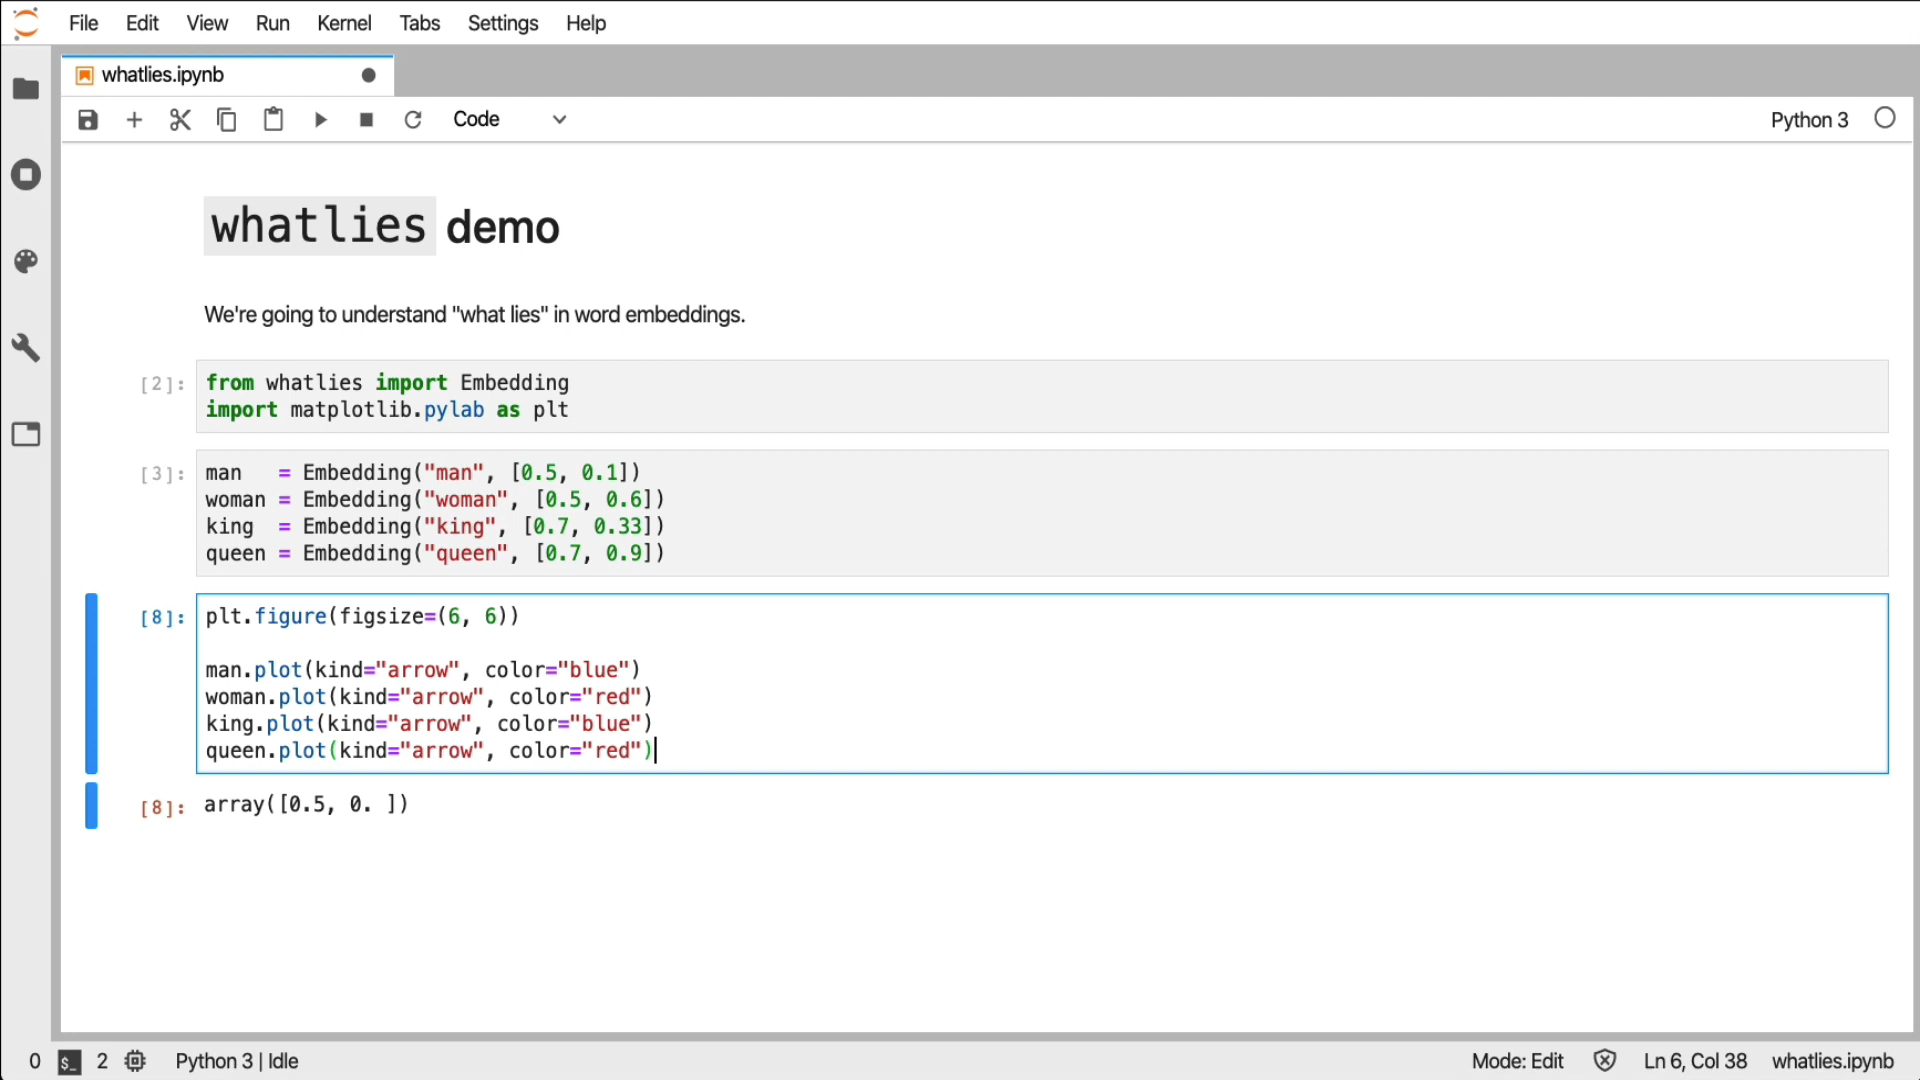 File Edit View Run Kernel Tabs Settings Help
whatlies.ipynb
Code
Python 3
whatlies demo
We're going to understand "what lies" in word embeddings.
[2]: from whatlies import Embedding
import matplotlib.pylab as plt
[3]: man   = Embedding("man", [0.5, 0.1])
woman = Embedding("woman", [0.5, 0.6])
king  = Embedding("king", [0.7, 0.33])
queen = Embedding("queen", [0.7, 0.9])
[8]: plt.figure(figsize=(6, 6))
man.plot(kind="arrow", color="blue")
woman.plot(kind="arrow", color="red")
king.plot(kind="arrow", color="blue")
queen.plot(kind="arrow", color="red")
[8]: array([0.5, 0. ])
0 $_ 2 Python 3 | Idle Mode: Edit Ln 6, Col 38 whatlies.ipynb